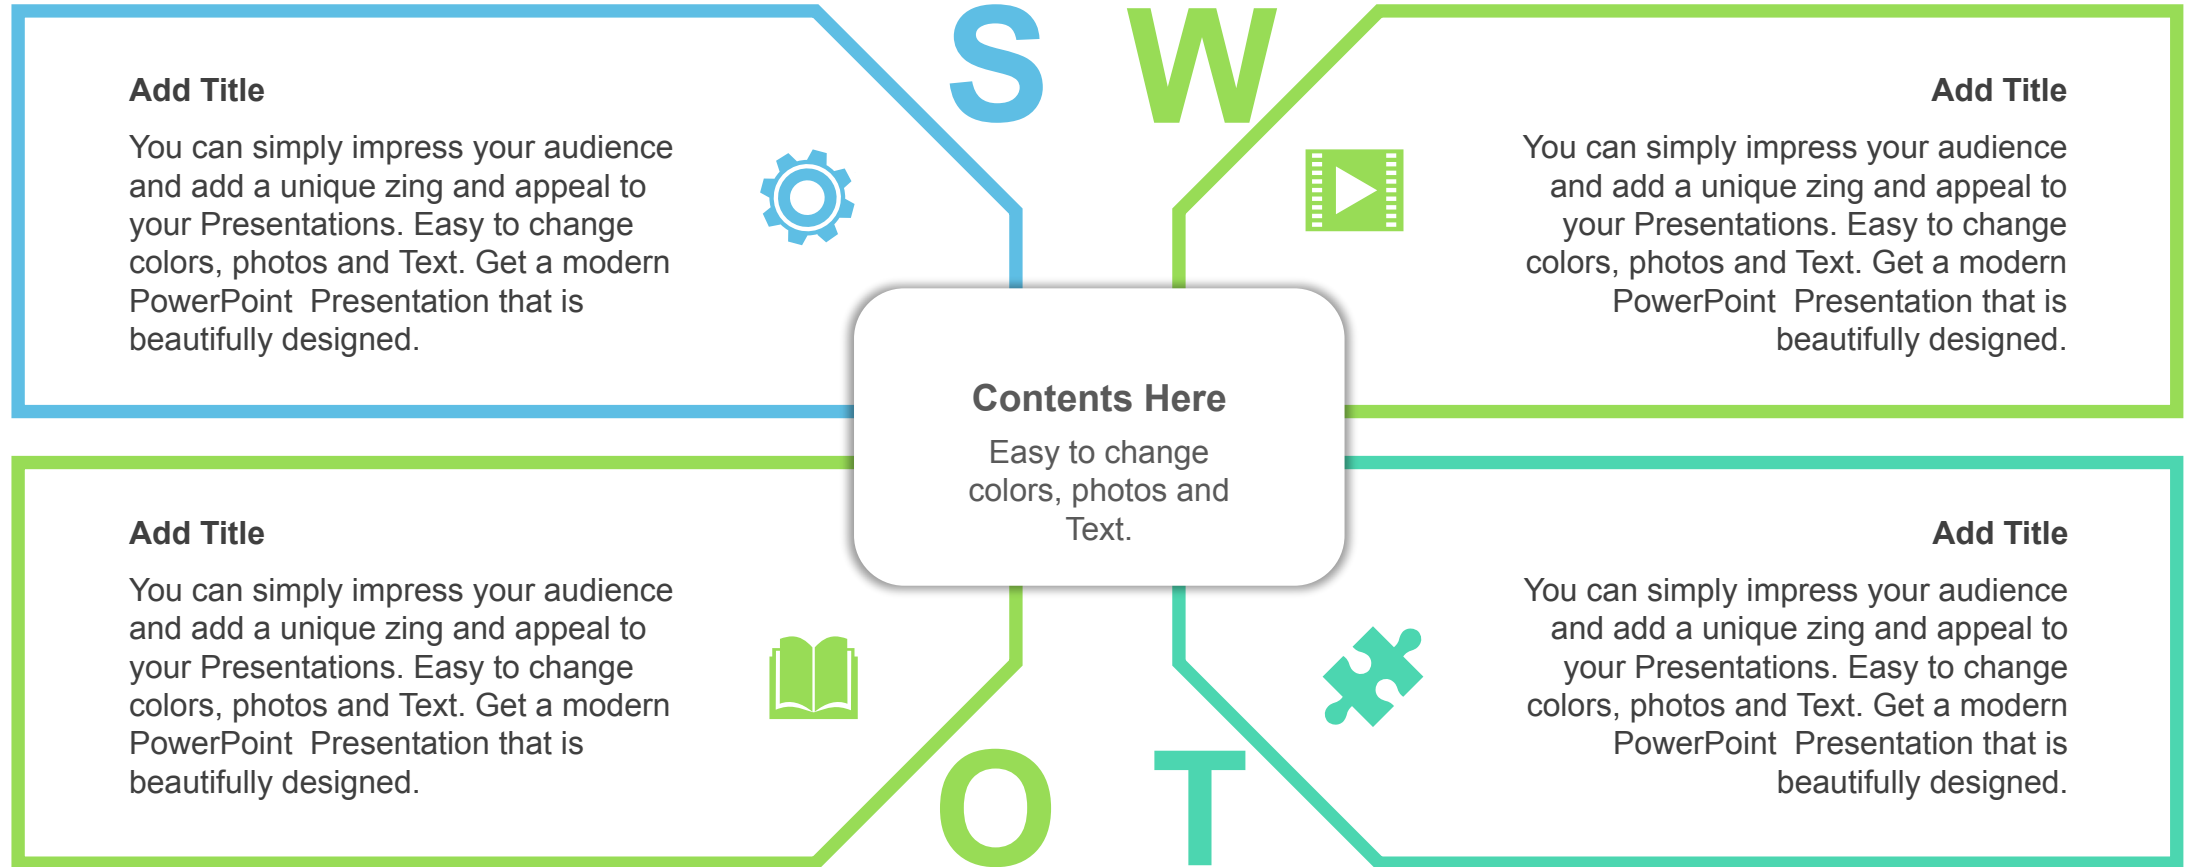 S W
Add Title
You can simply impress your audience
and add a unique zing and appeal to
your Presentations. Easy to change
colors, photos and Text. Get a modern
PowerPoint  Presentation that is
beautifully designed.
Add Title
You can simply impress your audience
and add a unique zing and appeal to
your Presentations. Easy to change
colors, photos and Text. Get a modern
PowerPoint  Presentation that is
beautifully designed.
Contents Here
Easy to change
colors, photos and
Text.
Add Title
You can simply impress your audience
and add a unique zing and appeal to
your Presentations. Easy to change
colors, photos and Text. Get a modern
PowerPoint  Presentation that is
beautifully designed.
Add Title
You can simply impress your audience
and add a unique zing and appeal to
your Presentations. Easy to change
colors, photos and Text. Get a modern
PowerPoint  Presentation that is
beautifully designed.
O T